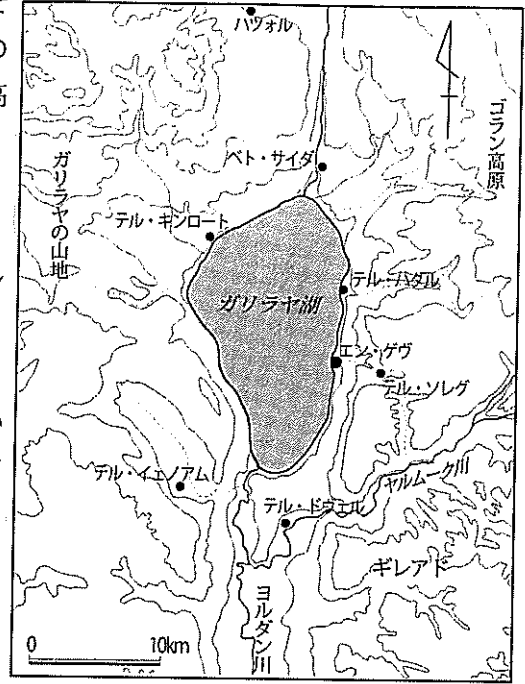 ハツォル
ゴラン高原
ベト・サイダ
ガリラヤの山地
テル・キンロート
テル・ハダル
ガリラヤ湖
エン・ゲヴ
テル・ソレグ
テル・イェノアム
ヤルムーク川
テル・ドゥエル
ギレアド
ヨルダン川
0 10km